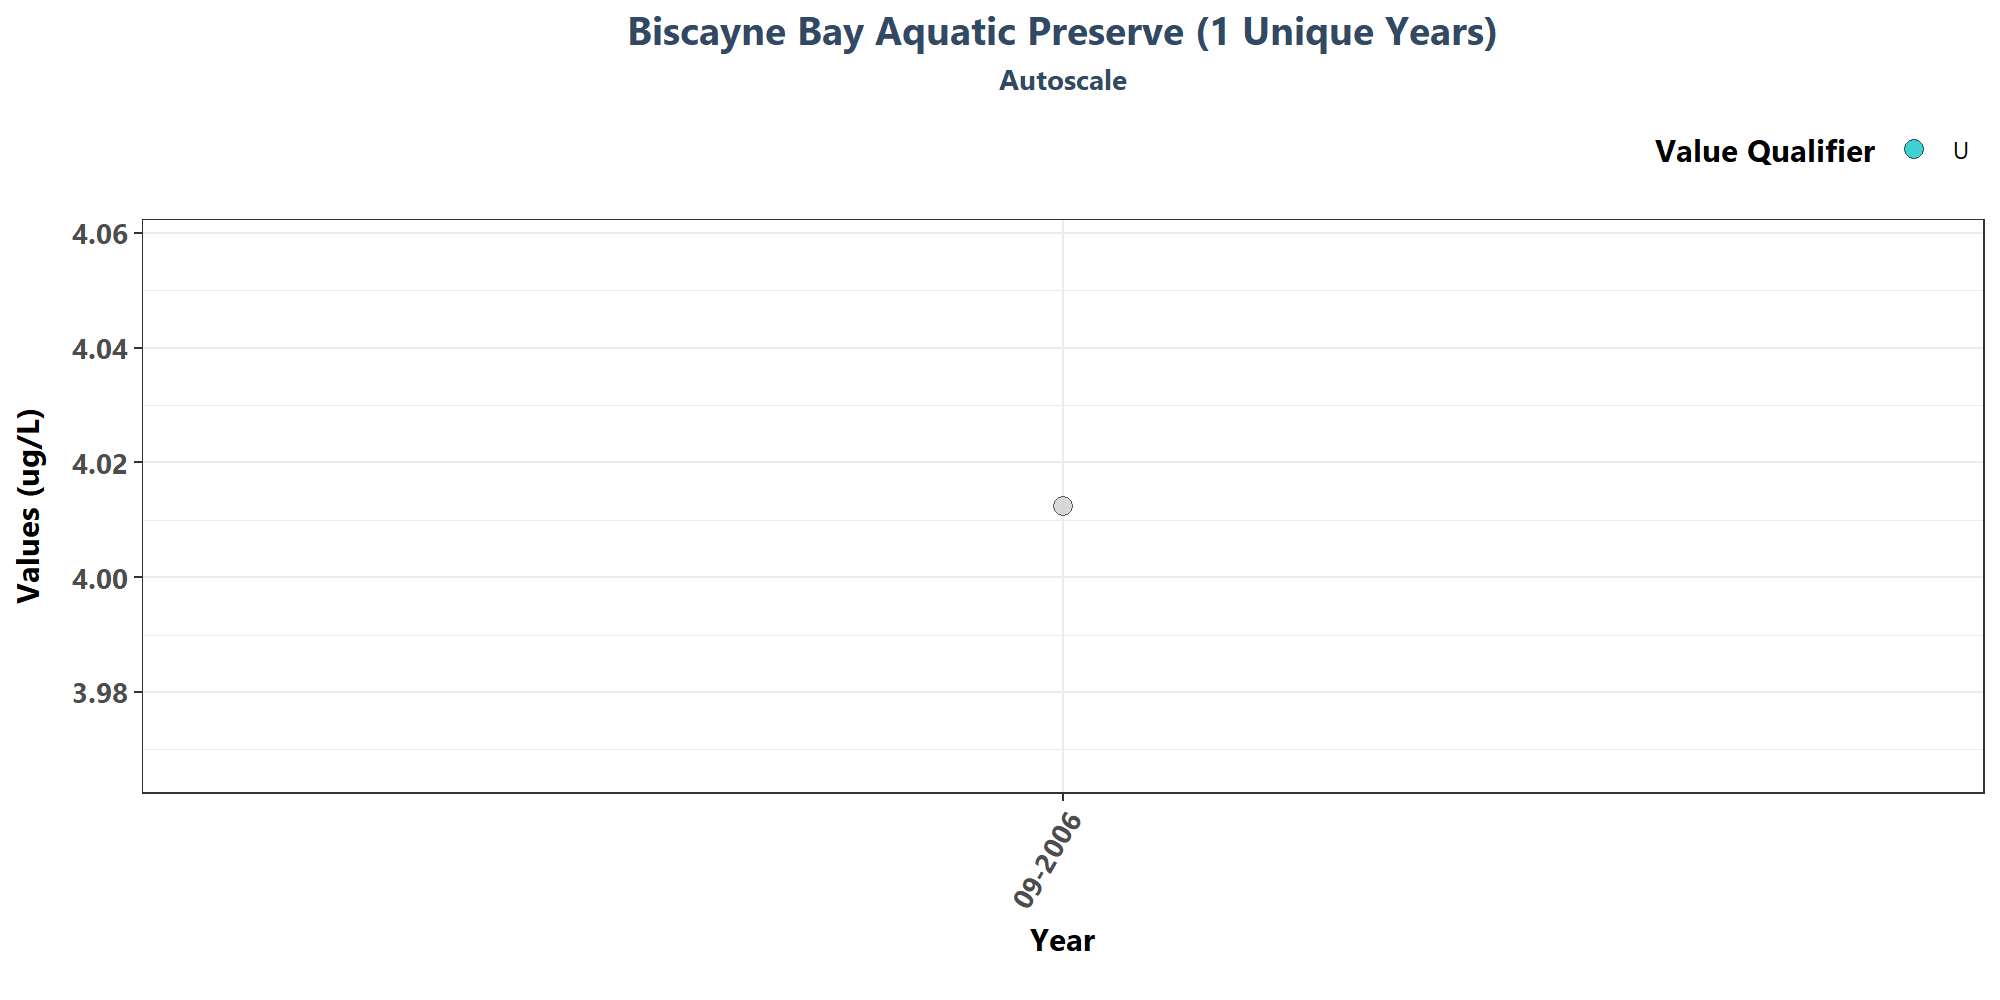 Biscayne Bay Aquatic Preserve (1 Unique Years)
Autoscale
Value Qualifier U
4.06
4.04
4.02
4.00
3.98
Values (ug/L)
09-2006
Year